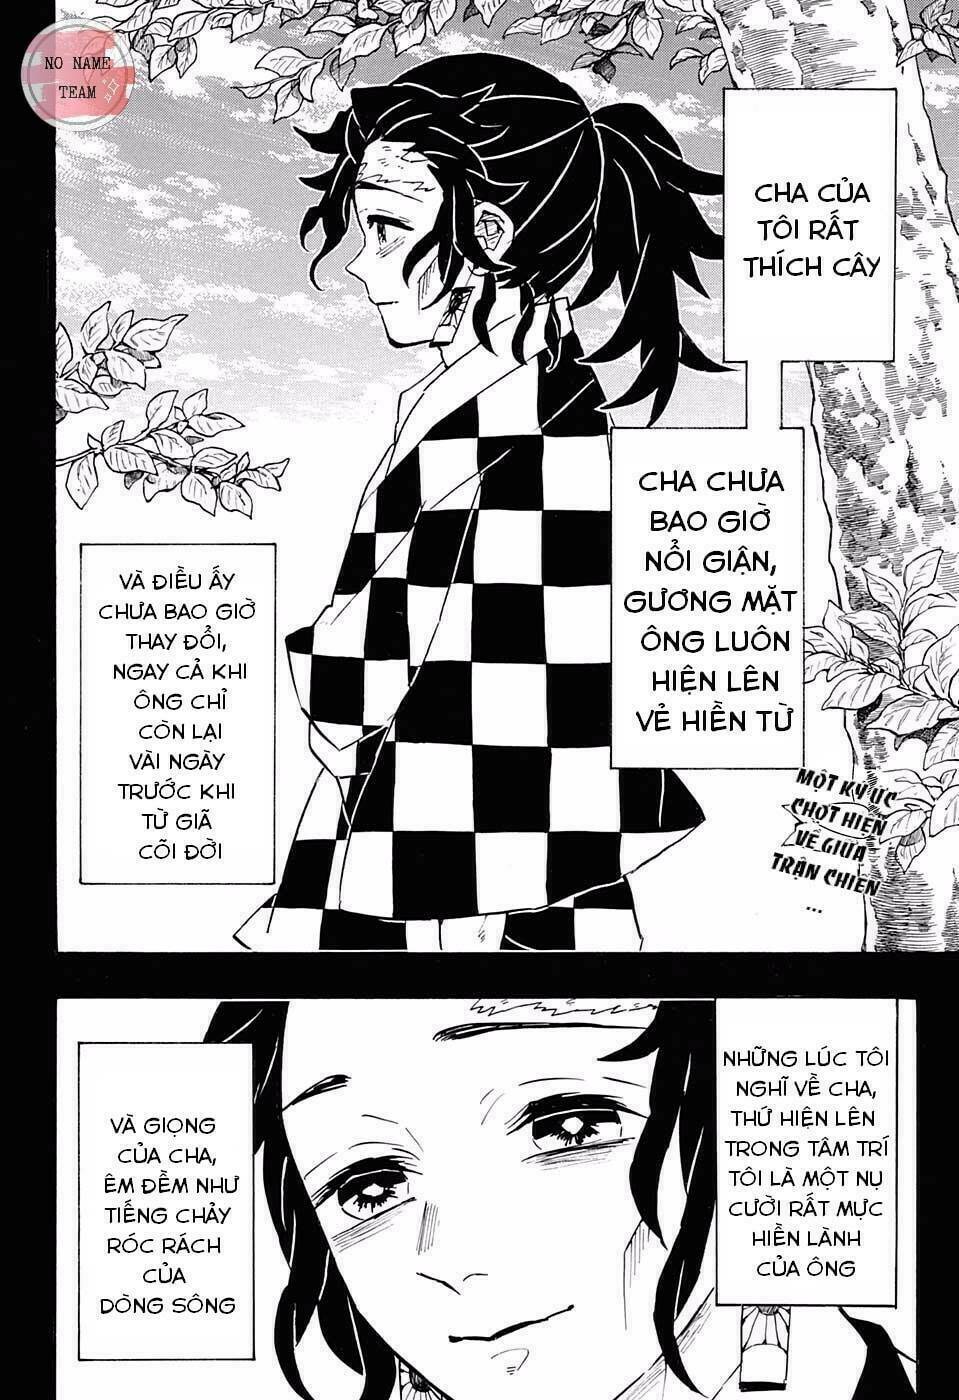 NO NAME
TEAM
CHA CỦA
TÔI RẤT
THÍCH CÂY
CHA CHƯA
BAO GIỜ
NỔI GIẬN,
GƯƠNG MẶT
ÔNG LUÔN
HIỆN LÊN
VẺ HIỀN TỪ
VÀ ĐIỀU ẤY
CHƯA BAO GIỜ
THAY ĐỔI,
NGAY CẢ KHI
ÔNG CHỈ
CÒN LẠI
VÀI NGÀY
TRƯỚC KHI
TỪ GIÃ
CÕI ĐỜI
MỘT KÝ ỨC
CHỢT HIỆN
VỀ GIỮA
TRẬN CHIẾN
...
NHỮNG LÚC TÔI
NGHĨ VỀ CHA,
THỨ HIỆN LÊN
TRONG TÂM TRÍ
TÔI LÀ MỘT NỤ
CƯỜI RẤT MỰC
HIỀN LÀNH
CỦA ÔNG
VÀ GIỌNG
CỦA CHA,
ÊM ĐỀM NHƯ
TIẾNG CHẢY
RÓC RÁCH
CỦA
DÒNG SÔNG